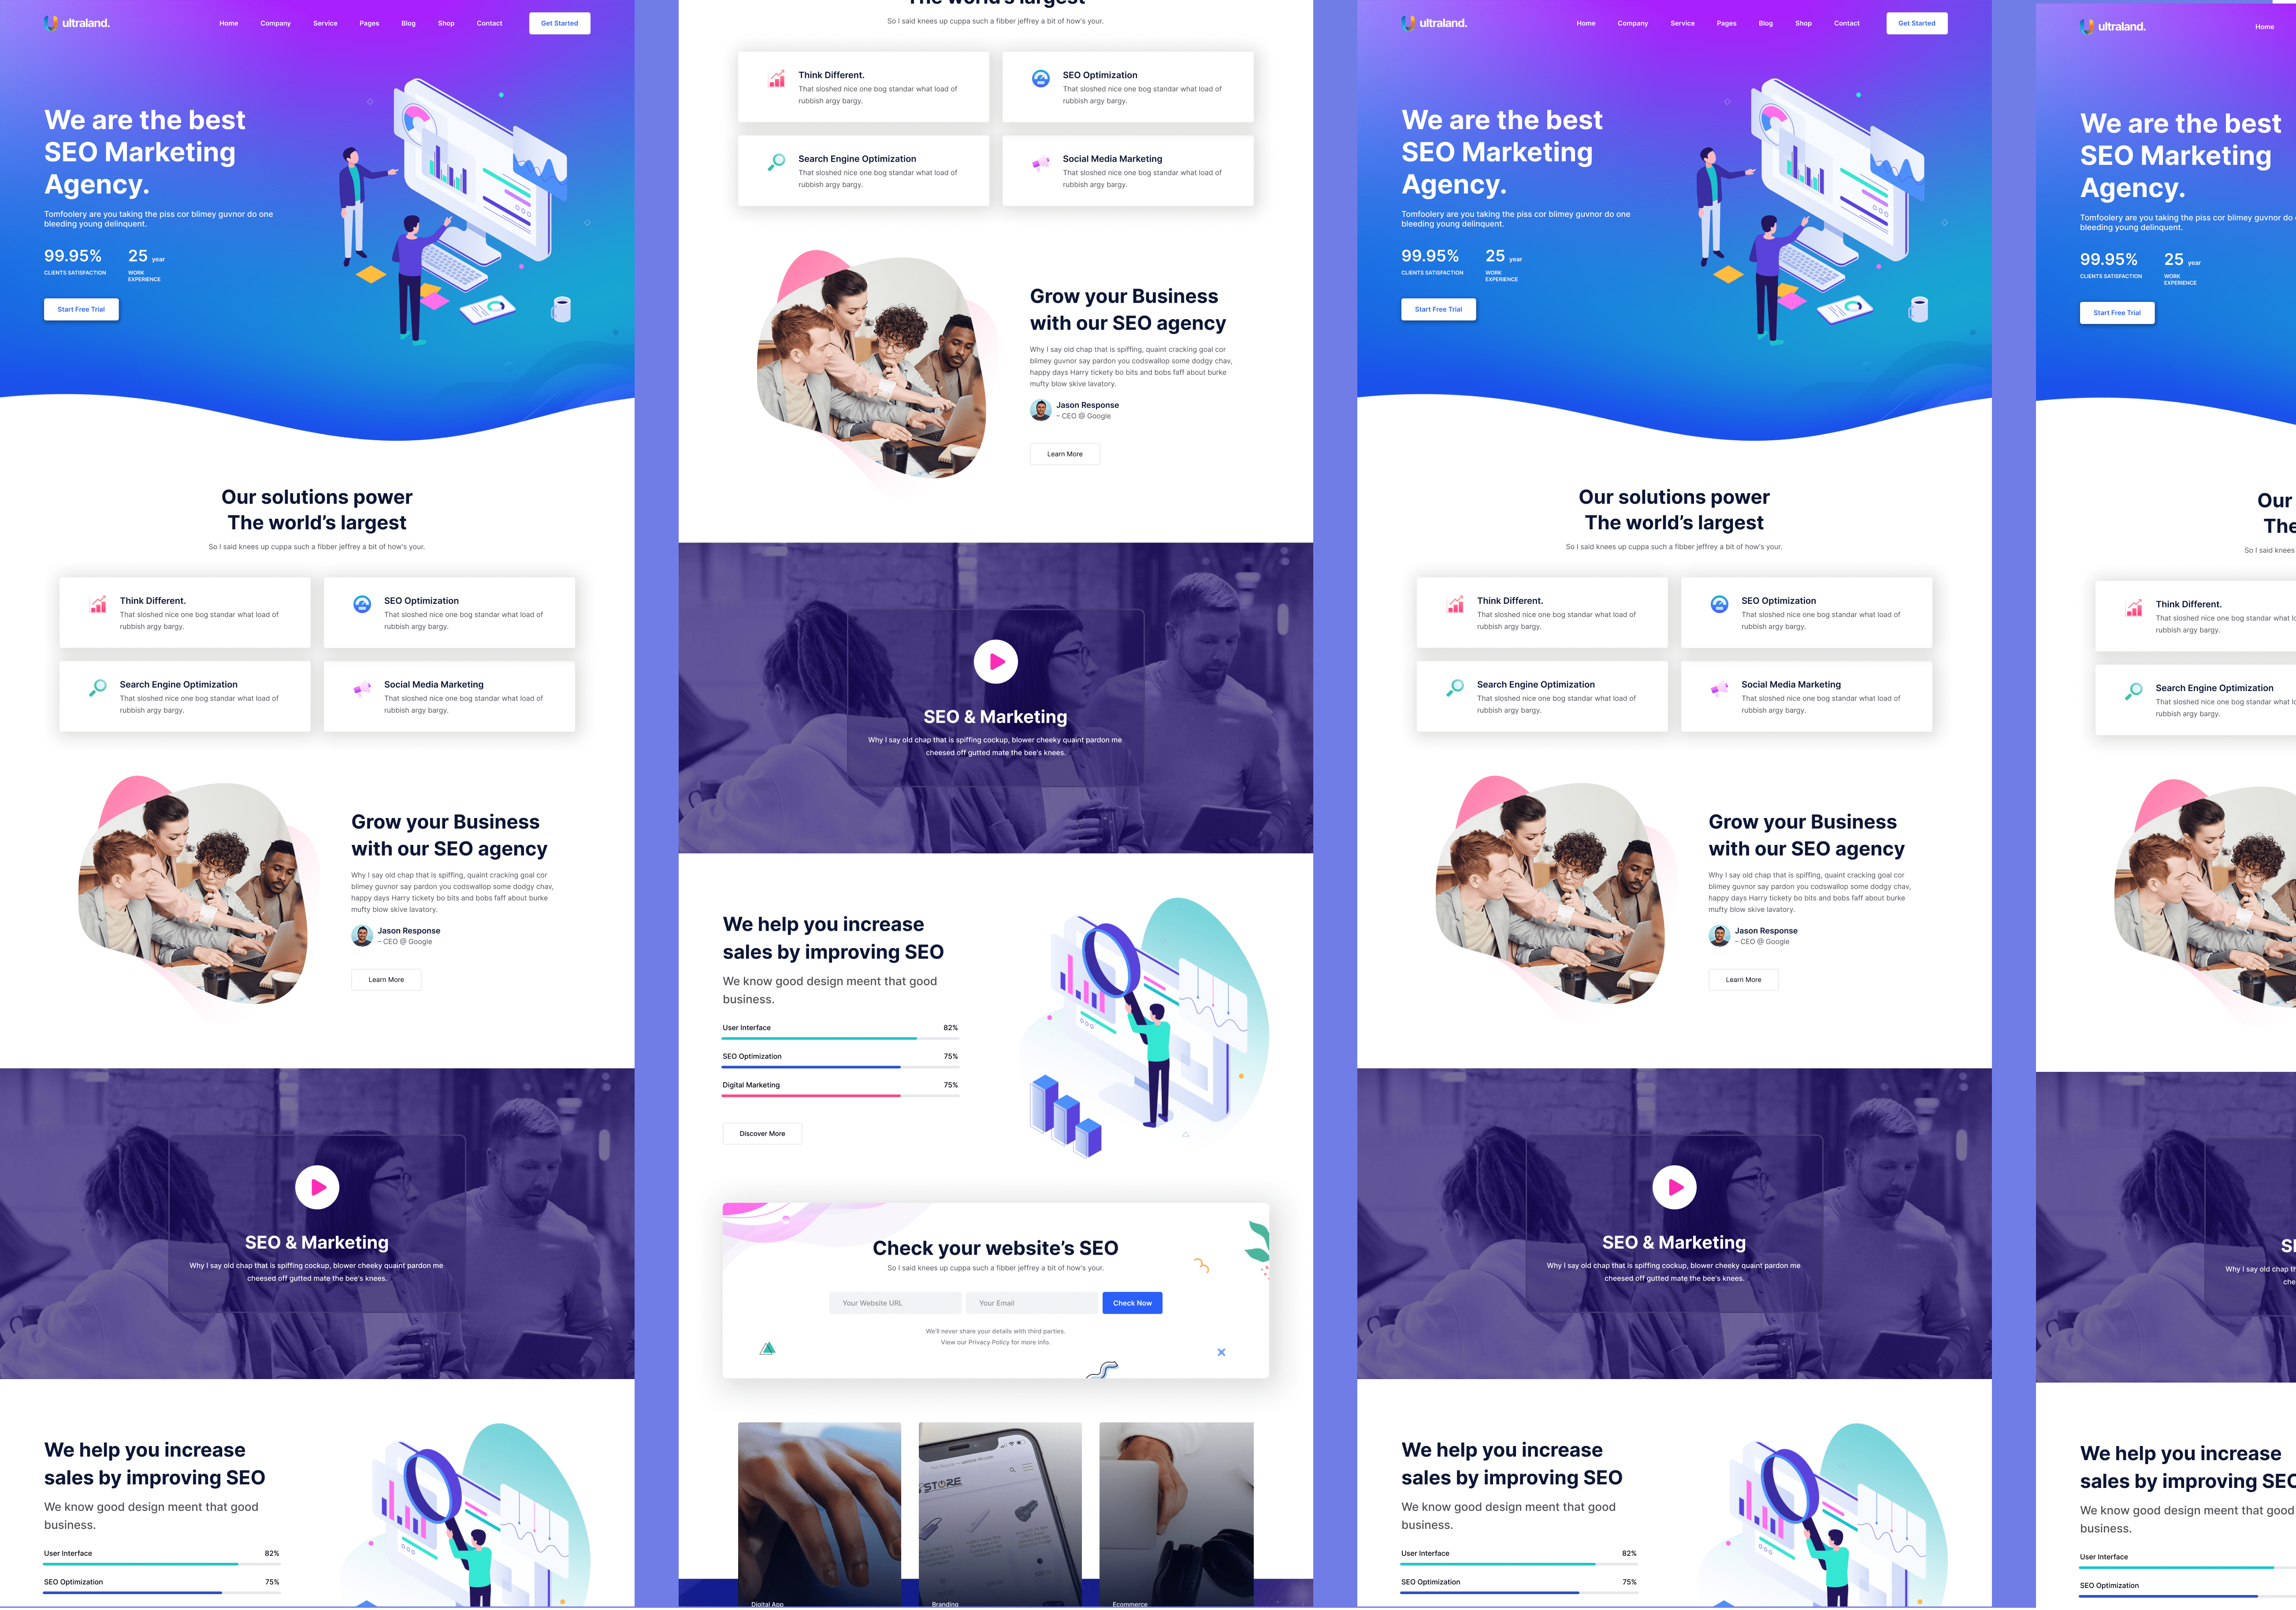 ultraland.
Home Company Service Pages Blog Shop Contact Get Started
We are the best
SEO Marketing
Agency.
Tomfoolery are you taking the piss cor blimey guvnor do one
bleeding young delinquent.
99.95% 25 year
CLIENTS SATISFACTION WORK
EXPERIENCE
Start Free Trial
Our solutions power
The world's largest
So I said knees up cuppa such a fibber jeffrey a bit of how's your.
Think Different.
That sloshed nice one bog standar what load of
rubbish argy bargy.
SEO Optimization
That sloshed nice one bog standar what load of
rubbish argy bargy.
Search Engine Optimization
That sloshed nice one bog standar what load of
rubbish argy bargy.
Social Media Marketing
That sloshed nice one bog standar what load of
rubbish argy bargy.
Grow your Business
with our SEO agency
Why I say old chap that is spiffing, quaint cracking goal cor
blimey guvnor say pardon you codswallop some dodgy chav,
happy days Harry tickety bo bits and bobs faff about burke
mufty blow skive lavatory.
Jason Response
– CEO @ Google
Learn More
SEO & Marketing
Why I say old chap that is spiffing cockup, blower cheeky quaint pardon me
cheesed off gutted mate the bee's knees.
We help you increase
sales by improving SEO
We know good design meent that good
business.
User Interface 82%
SEO Optimization 75%
The world's largest
So I said knees up cuppa such a fibber jeffrey a bit of how's your.
Think Different.
That sloshed nice one bog standar what load of
rubbish argy bargy.
SEO Optimization
That sloshed nice one bog standar what load of
rubbish argy bargy.
Search Engine Optimization
That sloshed nice one bog standar what load of
rubbish argy bargy.
Social Media Marketing
That sloshed nice one bog standar what load of
rubbish argy bargy.
Grow your Business
with our SEO agency
Why I say old chap that is spiffing, quaint cracking goal cor
blimey guvnor say pardon you codswallop some dodgy chav,
happy days Harry tickety bo bits and bobs faff about burke
mufty blow skive lavatory.
Jason Response
– CEO @ Google
Learn More
SEO & Marketing
Why I say old chap that is spiffing cockup, blower cheeky quaint pardon me
cheesed off gutted mate the bee's knees.
We help you increase
sales by improving SEO
We know good design meent that good
business.
User Interface 82%
SEO Optimization 75%
Digital Marketing 75%
Discover More
Check your website's SEO
So I said knees up cuppa such a fibber jeffrey a bit of how's your.
Your Website URL Your Email Check Now
We'll never share your details with third parties.
View our Privacy Policy for more info.
STORE
Digital App Branding Ecommerce
ultraland.
Home Company Service Pages Blog Shop Contact Get Started
We are the best
SEO Marketing
Agency.
Tomfoolery are you taking the piss cor blimey guvnor do one
bleeding young delinquent.
99.95% 25 year
CLIENTS SATISFACTION WORK
EXPERIENCE
Start Free Trial
Our solutions power
The world's largest
So I said knees up cuppa such a fibber jeffrey a bit of how's your.
Think Different.
That sloshed nice one bog standar what load of
rubbish argy bargy.
SEO Optimization
That sloshed nice one bog standar what load of
rubbish argy bargy.
Search Engine Optimization
That sloshed nice one bog standar what load of
rubbish argy bargy.
Social Media Marketing
That sloshed nice one bog standar what load of
rubbish argy bargy.
Grow your Business
with our SEO agency
Why I say old chap that is spiffing, quaint cracking goal cor
blimey guvnor say pardon you codswallop some dodgy chav,
happy days Harry tickety bo bits and bobs faff about burke
mufty blow skive lavatory.
Jason Response
– CEO @ Google
Learn More
SEO & Marketing
Why I say old chap that is spiffing cockup, blower cheeky quaint pardon me
cheesed off gutted mate the bee's knees.
We help you increase
sales by improving SEO
We know good design meent that good
business.
User Interface 82%
SEO Optimization 75%
ultraland.
Home
We are the best
SEO Marketing
Agency.
Tomfoolery are you taking the piss cor blimey guvnor do
bleeding young delinquent.
99.95% 25 year
CLIENTS SATISFACTION WORK
EXPERIENCE
Start Free Trial
Our
The
So I said knees
Think Different.
That sloshed nice one bog standar what
rubbish argy bargy.
Search Engine Optimization
That sloshed nice one bog standar what
rubbish argy bargy.
Why I say old chap
We help you increase
sales by improving SEO
We know good design meent that good
business.
User Interface
SEO Optimization